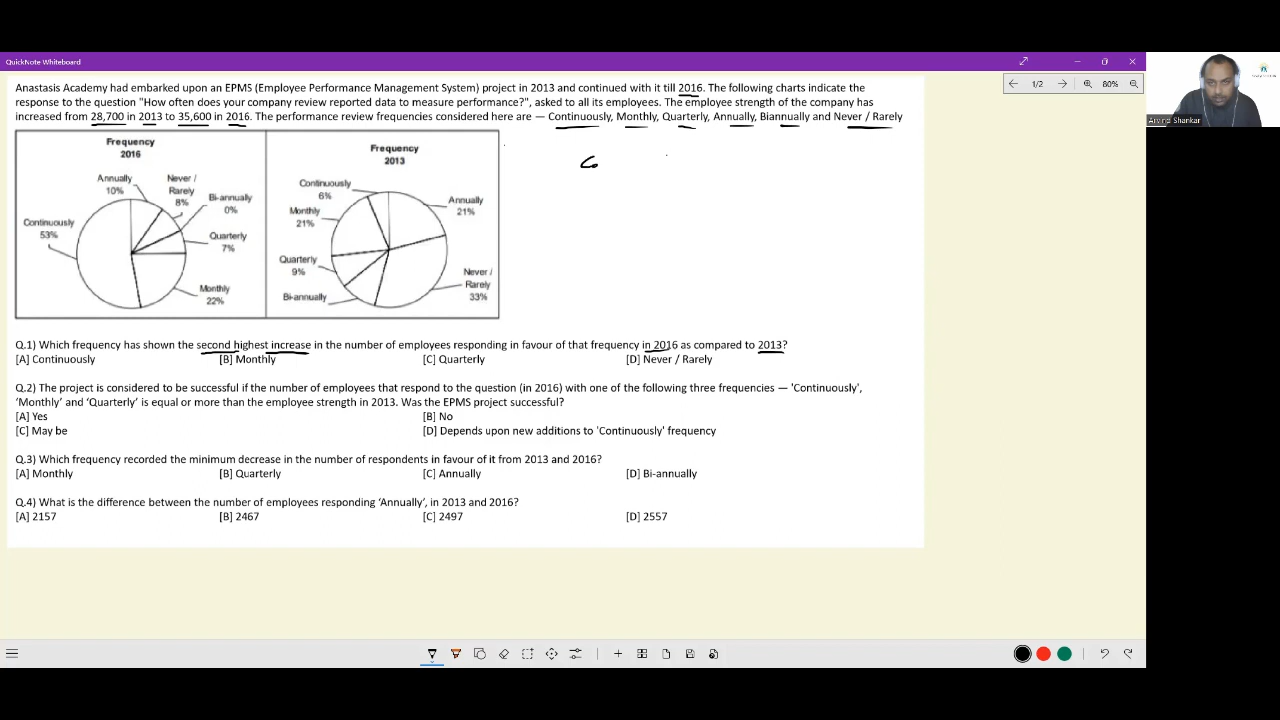 QuickNote Whiteboard
Anastasis Academy had embarked upon an EPMS (Employee Performance Management System) project in 2013 and continued with it till 2016. The following charts indicate the
response to the question "How often does your company review reported data to measure performance?", asked to all its employees. The employee strength of the company has
increased from 28,700 in 2013 to 35,600 in 2016. The performance review frequencies considered here are — Continuously, Monthly, Quarterly, Annually, Biannually and Never / Rarely
1/2
80%
Arvind Shankar
Frequency
2016
Annually
10%
Never /
Rarely
8%
Bi-annually
0%
Continuously
53%
Quarterly
7%
Monthly
22%
Frequency
2013
Continuously
6%
Annually
21%
Monthly
21%
Quarterly
9%
Never /
Rarely
33%
Bi-annually
Q.1) Which frequency has shown the second highest increase in the number of employees responding in favour of that frequency in 2016 as compared to 2013?
[A] Continuously [B] Monthly [C] Quarterly [D] Never / Rarely
Q.2) The project is considered to be successful if the number of employees that respond to the question (in 2016) with one of the following three frequencies — 'Continuously',
‘Monthly’ and ‘Quarterly’ is equal or more than the employee strength in 2013. Was the EPMS project successful?
[A] Yes [B] No
[C] May be [D] Depends upon new additions to 'Continuously' frequency
Q.3) Which frequency recorded the minimum decrease in the number of respondents in favour of it from 2013 and 2016?
[A] Monthly [B] Quarterly [C] Annually [D] Bi-annually
Q.4) What is the difference between the number of employees responding ‘Annually’, in 2013 and 2016?
[A] 2157 [B] 2467 [C] 2497 [D] 2557